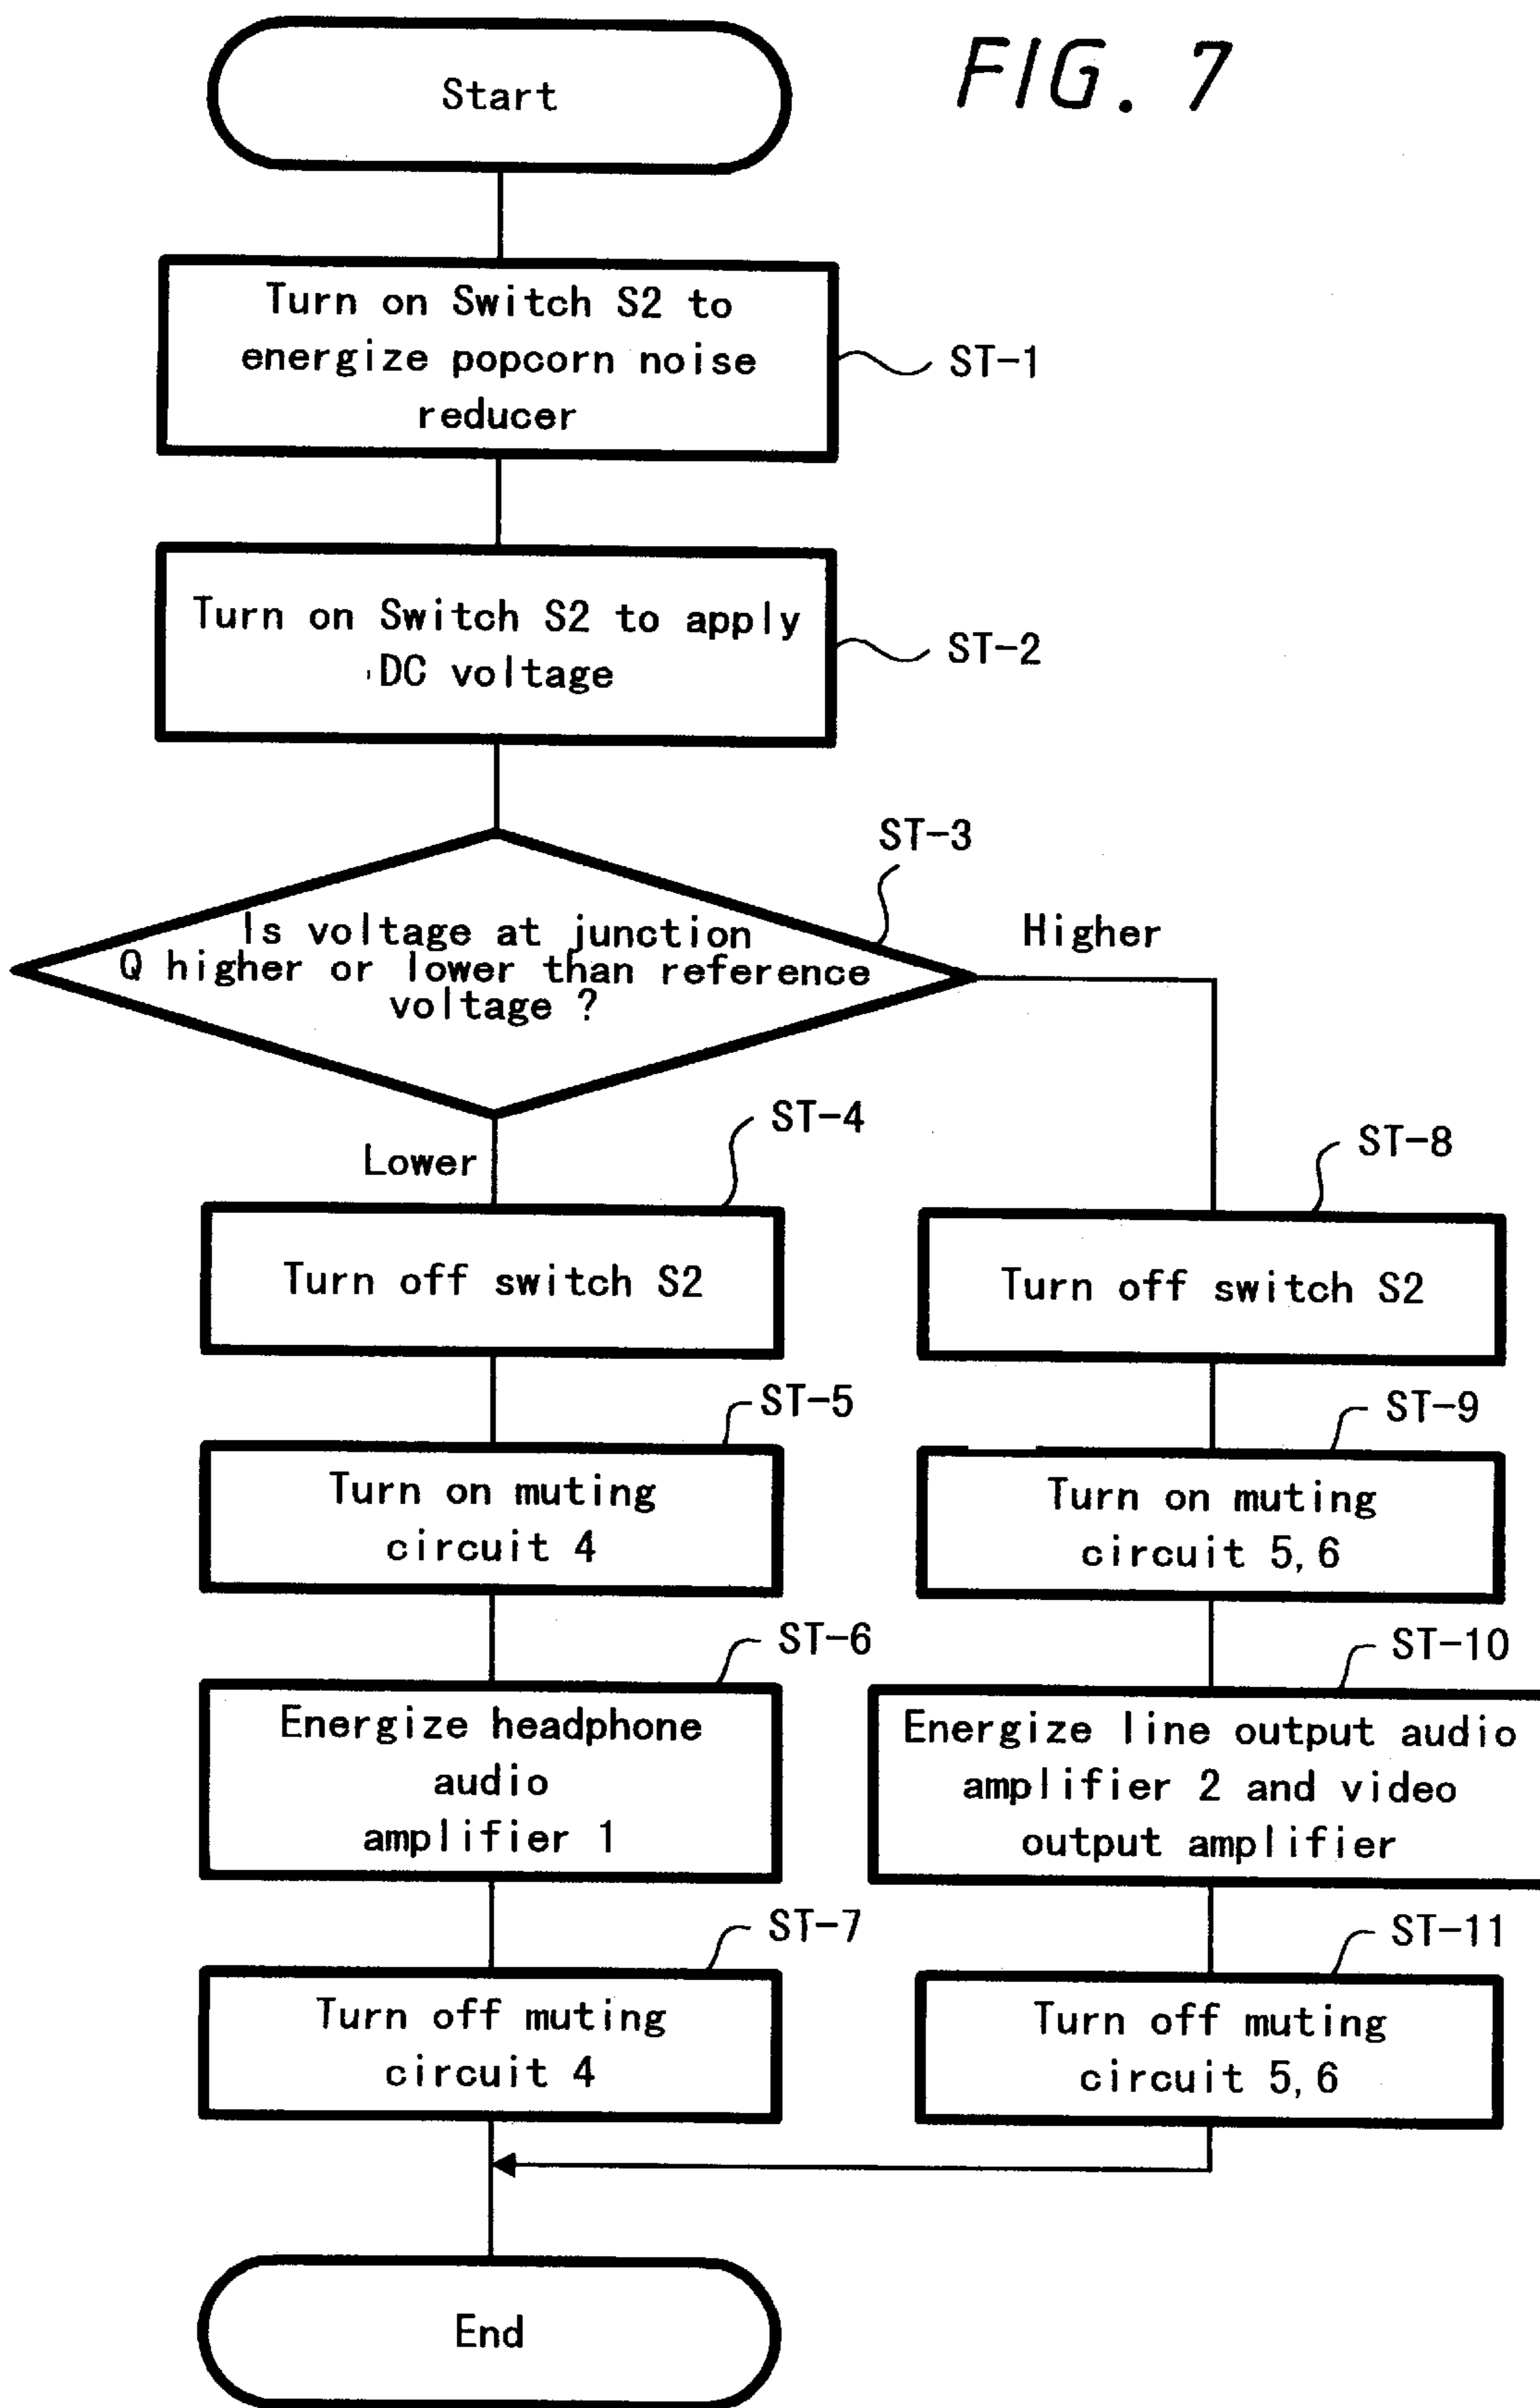 FIG. 7
Start
Turn on Switch S2 to
energize popcorn noise
reducer
ST-1
Turn on Switch S2 to apply
DC voltage
ST-2
ST-3
Is voltage at junction
Q higher or lower than reference
voltage ?
Higher
Lower
ST-4
Turn off switch S2
ST-5
Turn on muting
circuit 4
ST-6
Energize headphone
audio
amplifier 1
ST-7
Turn off muting
circuit 4
ST-8
Turn off switch S2
ST-9
Turn on muting
circuit 5,6
ST-10
Energize line output audio
amplifier 2 and video
output amplifier
ST-11
Turn off muting
circuit 5,6
End